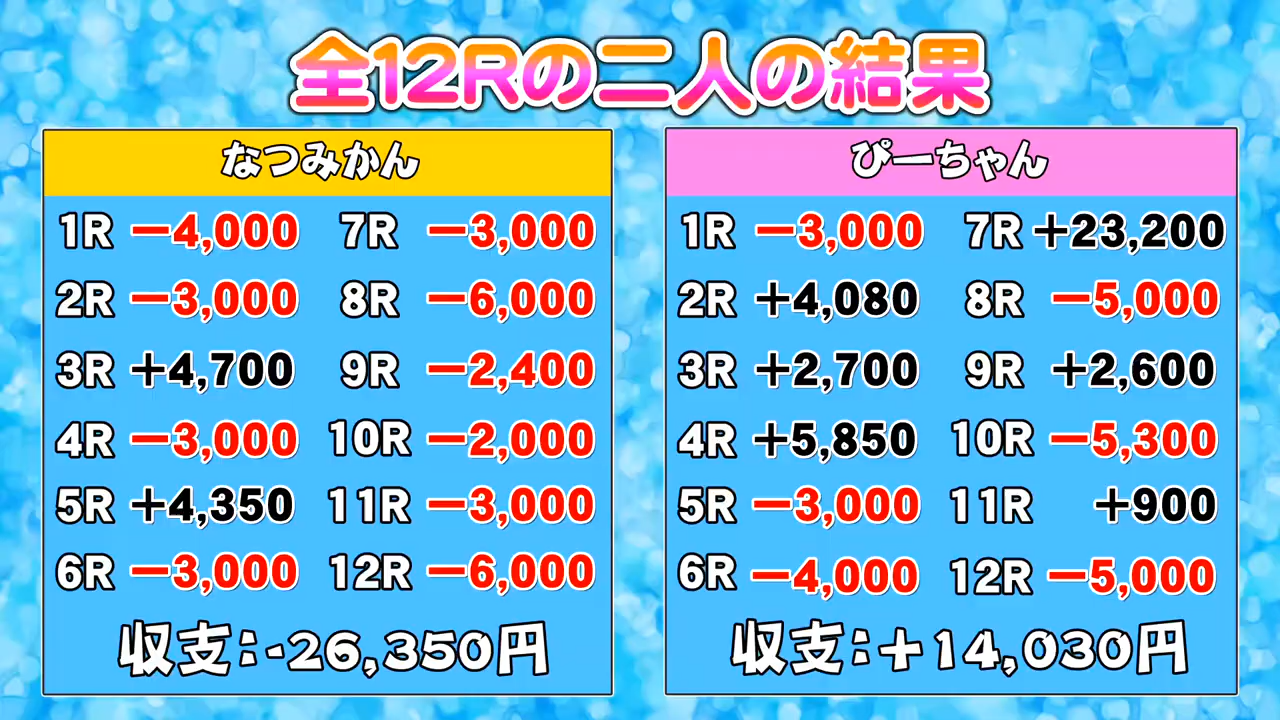 全12Rの二人の結果
なつみかん
1R −4,000 7R −3,000
2R −3,000 8R −6,000
3R +4,700 9R −2,400
4R −3,000 10R −2,000
5R +4,350 11R −3,000
6R −3,000 12R −6,000
収支:-26,350円
ぴーちゃん
1R −3,000 7R +23,200
2R +4,080 8R −5,000
3R +2,700 9R +2,600
4R +5,850 10R −5,300
5R −3,000 11R +900
6R −4,000 12R −5,000
収支:+14,030円